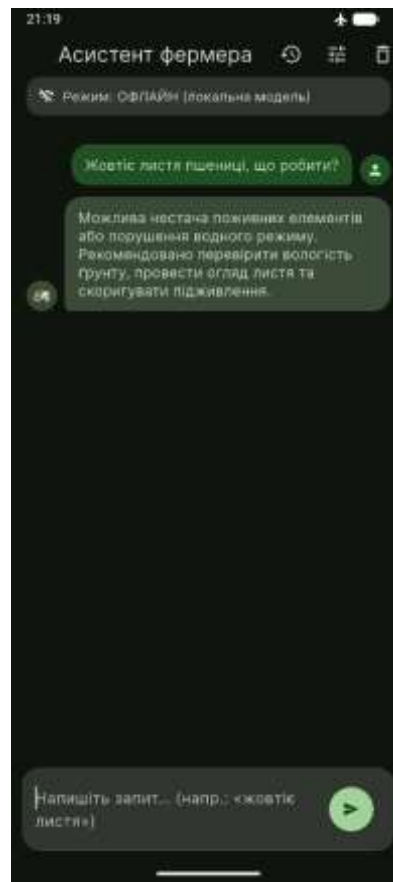 21:19
Асистент фермера
Режим: ОФЛАЙН (локальна модель)
Жовтіє листя пшениці, що робити?
Можлива нестача поживних елементів
або порушення водного режиму.
Рекомендовано перевірити вологість
ґрунту, провести огляд листя та
скоригувати підживлення.
Напишіть запит... (напр.: «жовтіє
листя»)